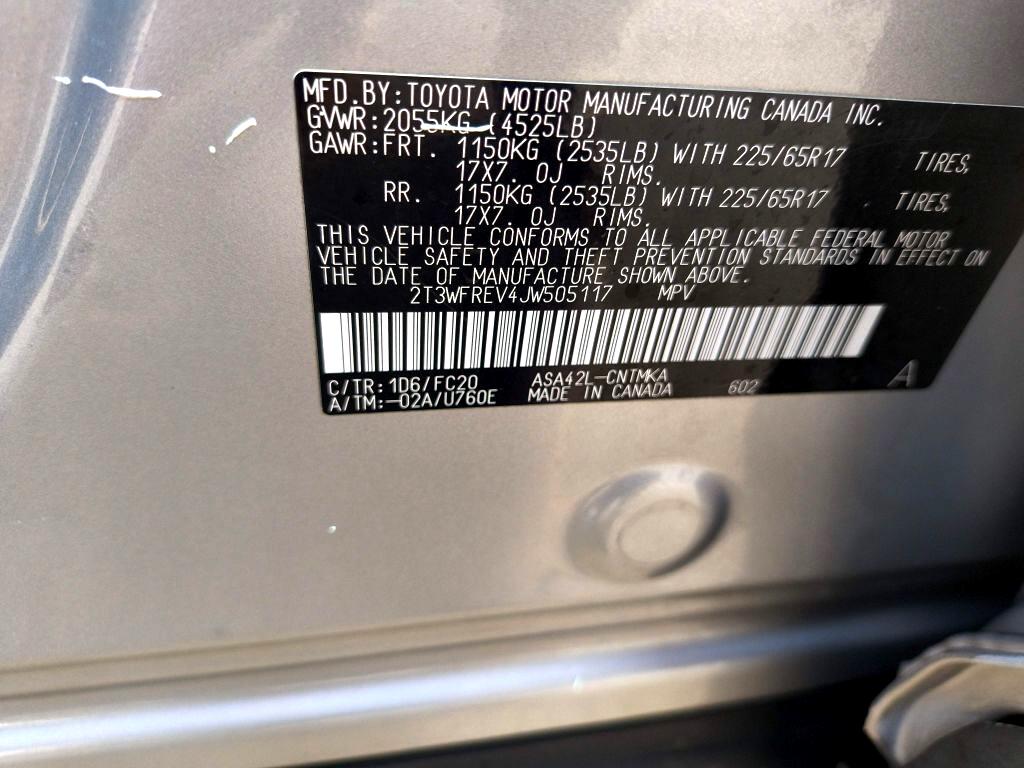 MFD.BY:TOYOTA MOTOR MANUFACTURING CANADA INC.
GVWR:2055KG (4525LB)
GAWR:FRT. 1150KG (2535LB) WITH 225/65R17 TIRES,
17X7. 0J RIMS.
RR. 1150KG (2535LB) WITH 225/65R17 TIRES,
17X7. 0J RIMS.
THIS VEHICLE CONFORMS TO ALL APPLICABLE FEDERAL MOTOR
VEHICLE SAFETY AND THEFT PREVENTION STANDARDS IN EFFECT ON
THE DATE OF MANUFACTURE SHOWN ABOVE.
2T3WFREV4JW505117 MPV
C/TR:1D6/FC20 ASA42L-CNTMKA 602 A
A/TM:-02A/U760E MADE IN CANADA